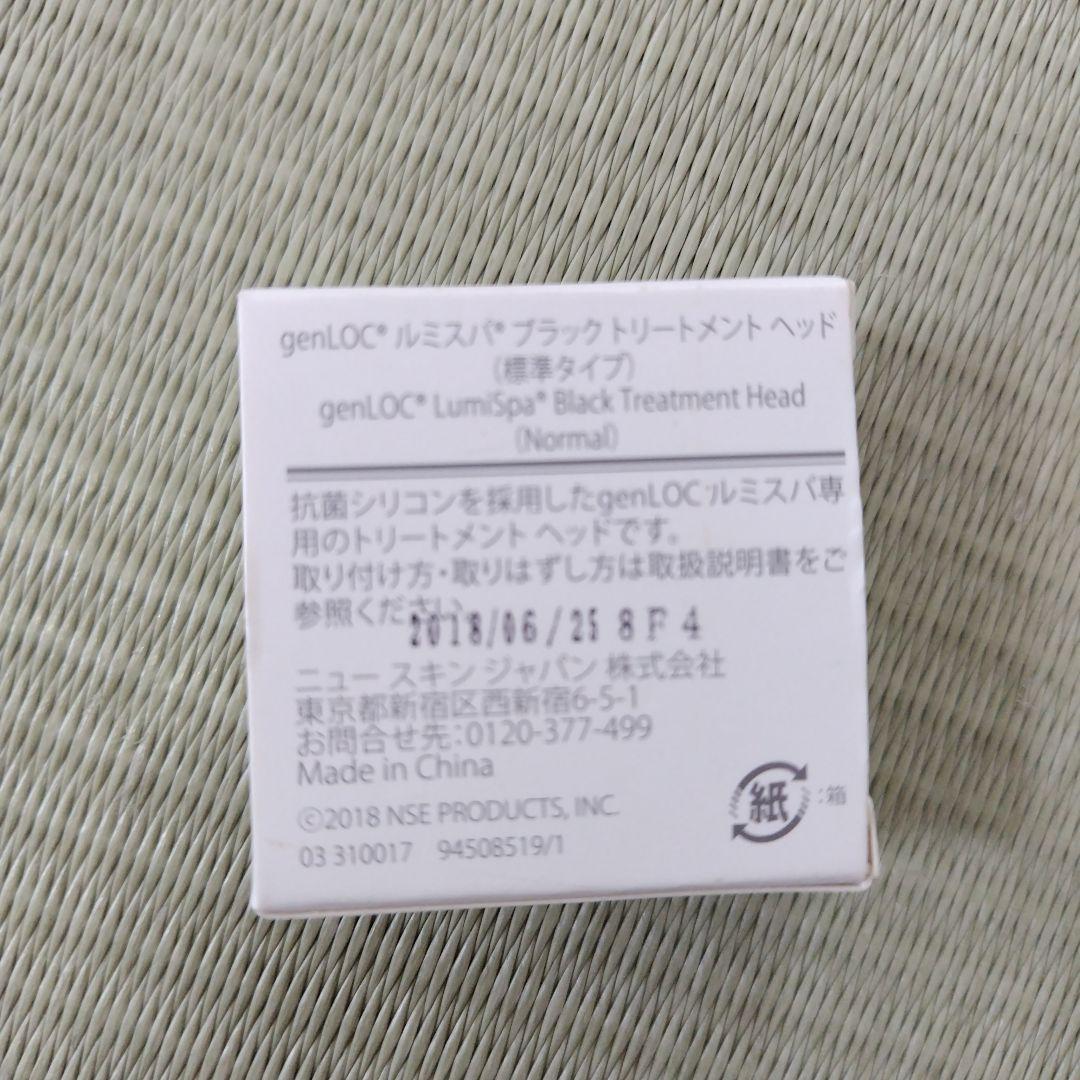 genLOC® ルミスパ® ブラック トリートメント ヘッド
（標準タイプ）
genLOC® LumiSpa® Black Treatment Head
(Normal)
抗菌シリコンを採用したgenLOC ルミスパ専
用のトリートメント ヘッドです。
取り付け方・取りはずし方は取扱説明書をご
参照ください。
2018/06/25 8F4
ニュー スキン ジャパン 株式会社
東京都新宿区西新宿6-5-1
お問合せ先：0120-377-499
Made in China
©2018 NSE PRODUCTS, INC.
03 310017 94508519/1
紙：箱